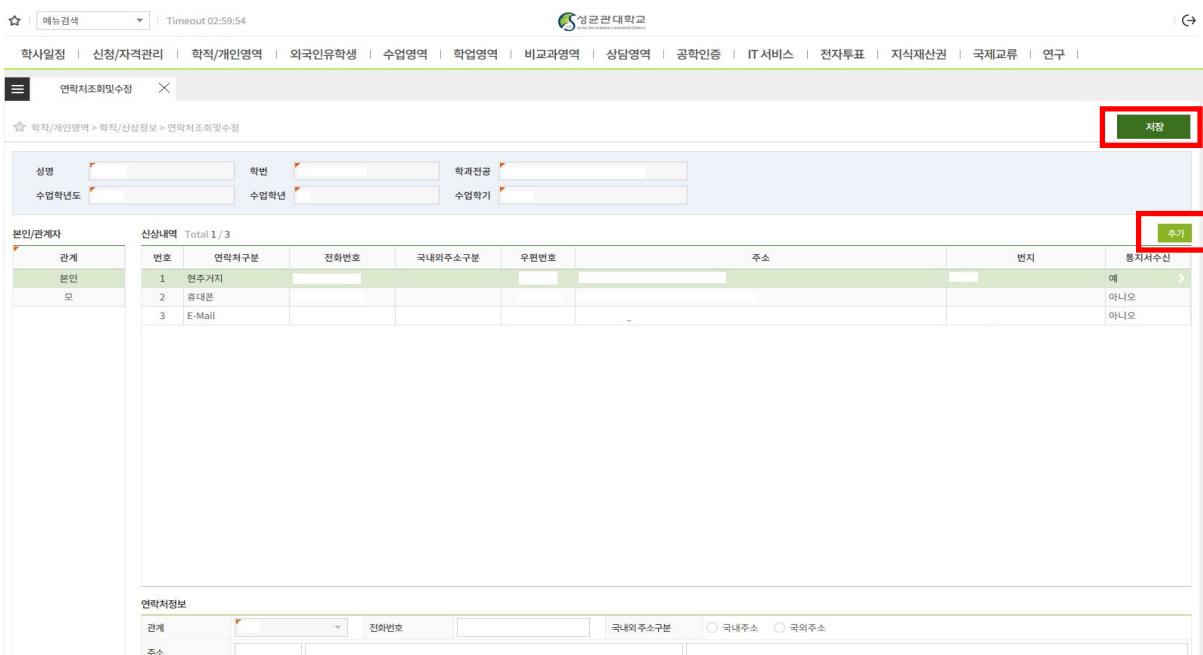 메뉴검색 Timeout 02:59:54 성균관대학교
학사일정 신청/자격관리 학적/개인영역 외국인유학생 수업영역 학업영역 비교과영역 상담영역 공학인증 IT 서비스 전자투표 지식재산권 국제교류 연구
연락처조회및수정
학적/개인영역 > 학적/신상정보 > 연락처조회및수정 저장
성명 학번 학과전공
수업학년도 수업학년 수업학기
본인/관계자 신상내역 Total 1 / 3 추가
관계 번호 연락처구분 전화번호 국내외주소구분 우편번호 주소 번지 통지서수신
본인 1 현주거지 예
모 2 휴대폰 아니오
3 E-Mail 아니오
연락처정보
관계 전화번호 국내외주소구분 국내주소 국외주소
주소